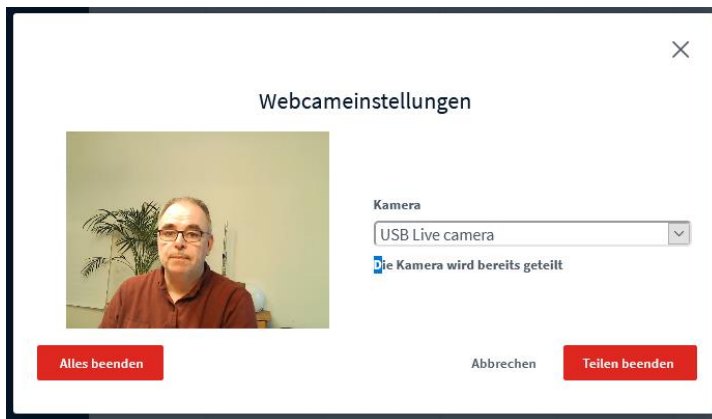 Webcameinstellungen
Kamera
USB Live camera
Die Kamera wird bereits geteilt
Alles beenden
Abbrechen
Teilen beenden